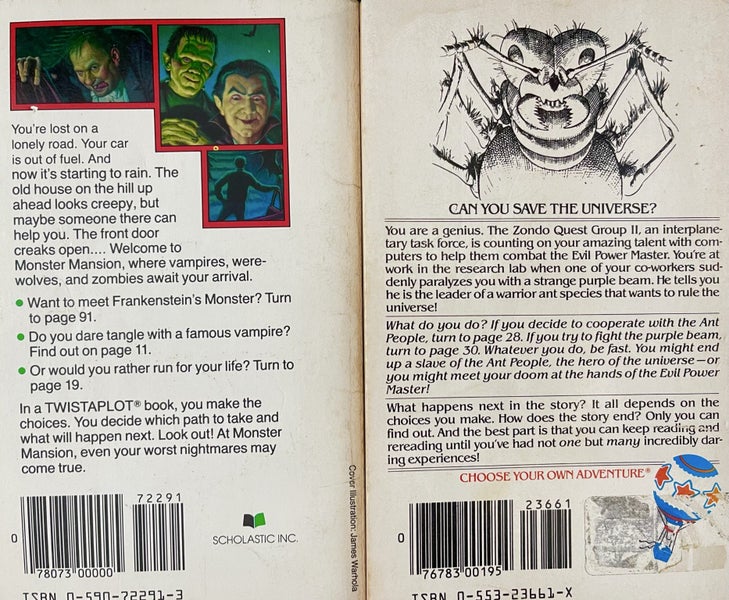 You're lost on a
lonely road. Your car
is out of fuel. And
now it's starting to rain. The
old house on the hill up
ahead looks creepy, but
maybe someone there can
help you. The front door
creaks open.... Welcome to
Monster Mansion, where vampires, were-
wolves, and zombies await your arrival.
• Want to meet Frankenstein's Monster? Turn
to page 91.
• Do you dare tangle with a famous vampire?
Find out on page 11.
• Or would you rather run for your life? Turn to
page 19.
In a TWISTAPLOT® book, you make the
choices. You decide which path to take and
what will happen next. Look out! At Monster
Mansion, even your worst nightmares may
come true.
72291
0
78073 00000
SCHOLASTIC INC.
ISBN 0-590-72291-3
Cover Illustration: James Warhola
CAN YOU SAVE THE UNIVERSE?
You are a genius. The Zondo Quest Group II, an interplane-
tary task force, is counting on your amazing talent with com-
puters to help them combat the Evil Power Master. You're at
work in the research lab when one of your co-workers sud-
denly paralyzes you with a strange purple beam. He tells you
he is the leader of a warrior ant species that wants to rule the
universe!
What do you do? If you decide to cooperate with the Ant
People, turn to page 28. If you try to fight the purple beam,
turn to page 30. Whatever you do, be fast. You might end
up a slave of the Ant People, the hero of the universe—or
you might meet your doom at the hands of the Evil Power
Master!
What happens next in the story? It all depends on the
choices you make. How does the story end? Only you can
find out. And the best part is that you can keep reading and
rereading until you've had not one but many incredibly dar-
ing experiences!
CHOOSE YOUR OWN ADVENTURE®
23661
0
76783 00195
ISBN 0-553-23661-X